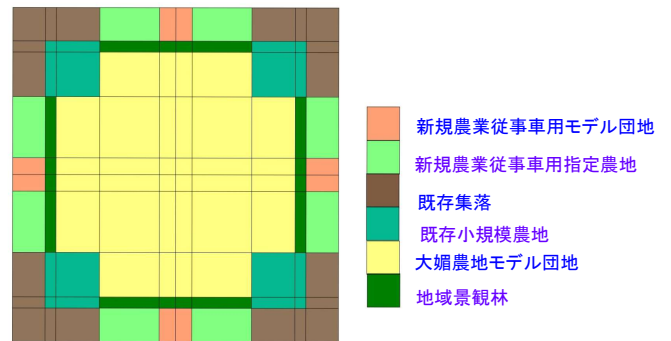 新規農業従事車用モデル団地
新規農業従事車用指定農地
既存集落
既存小規模農地
大媚農地モデル団地
地域景観林